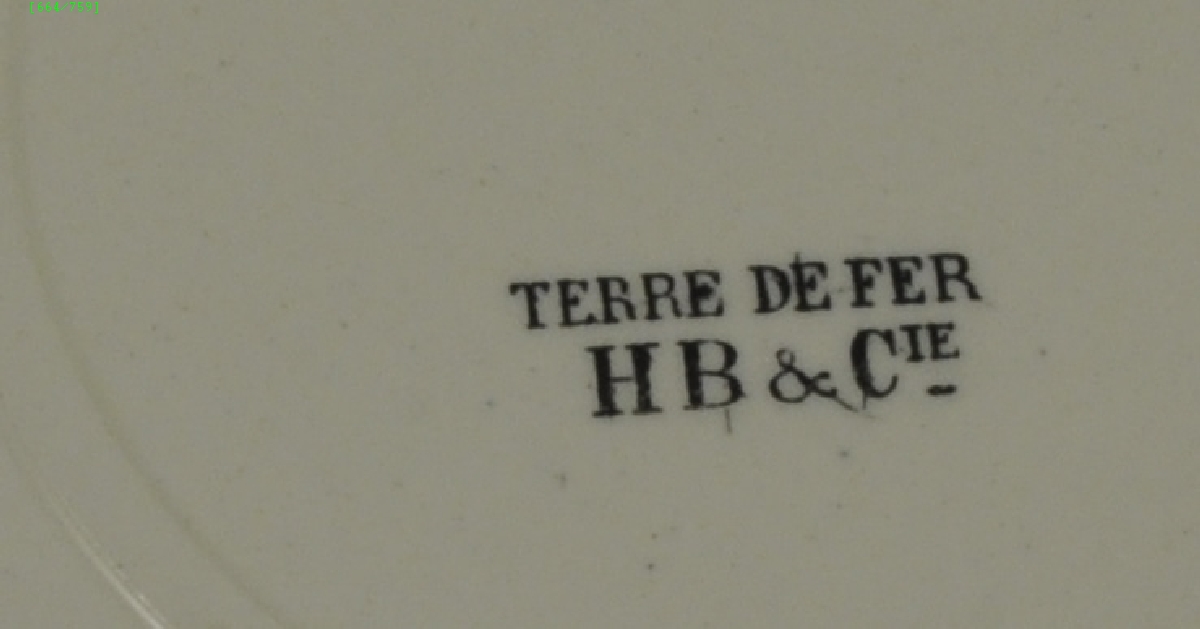 TERRE DE FER
HB & CIE